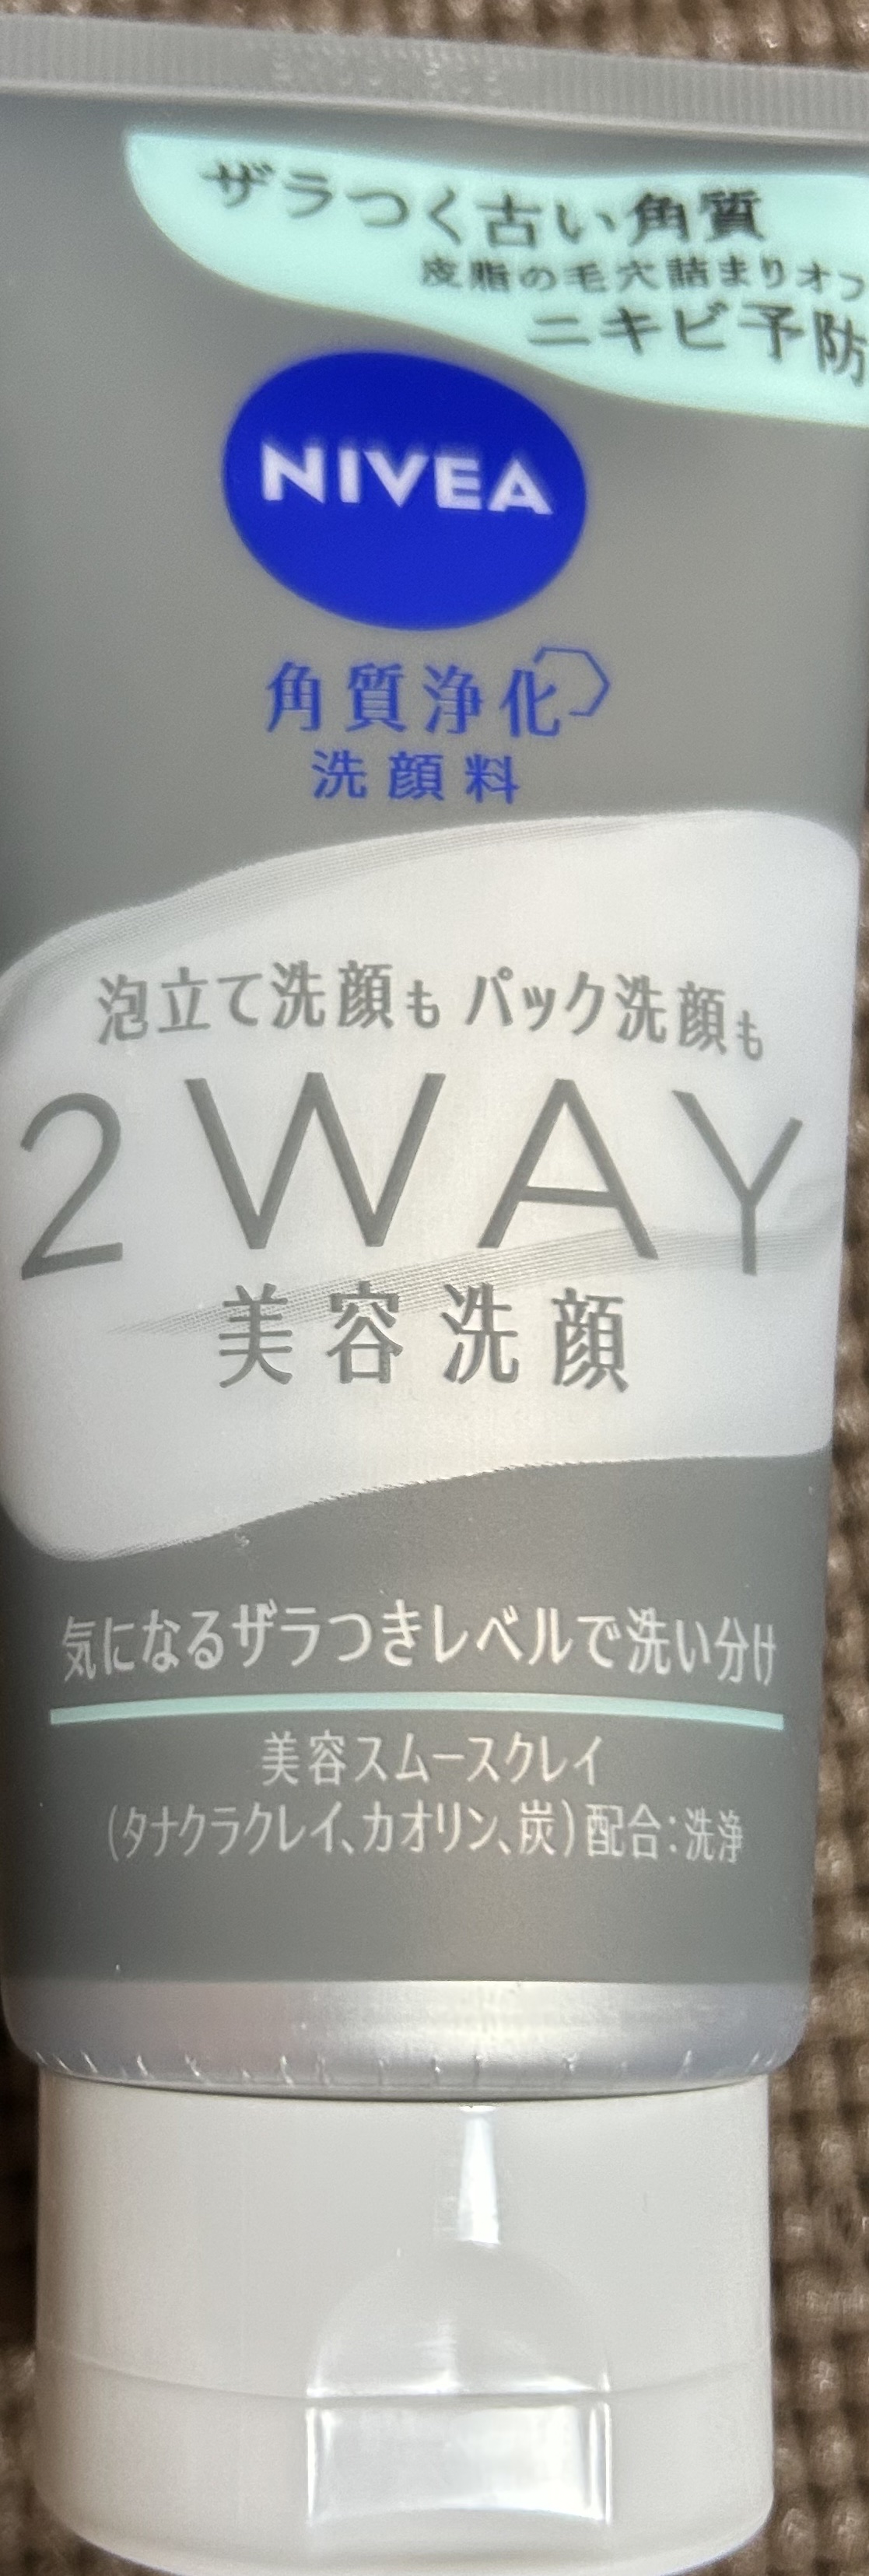 ザラつく古い角質
皮脂の毛穴詰まりオフ
ニキビ予防
NIVEA
角質浄化
洗顔料
泡立て洗顔も パック洗顔も
2WAY
美容洗顔
気になるザラつきレベルで洗い分け
美容スムースクレイ
(タナクラクレイ、カオリン、炭)配合:洗浄